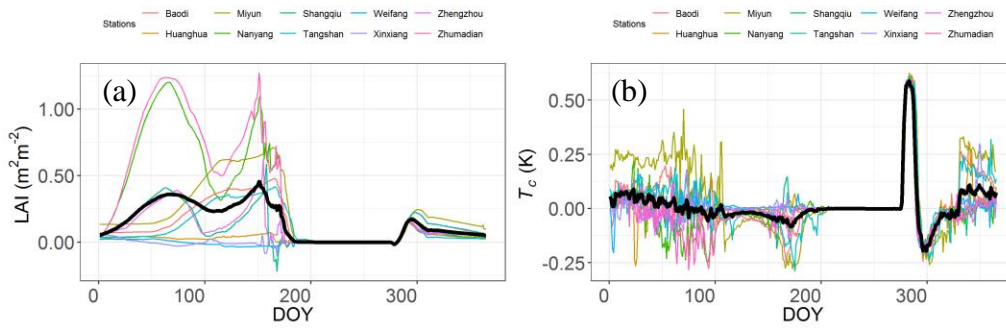 Stations Baodi Miyun Shangqiu Weifang Zhengzhou
Huanghua Nanyang Tangshan Xinxiang Zhumadian
(a)
LAI (m²m⁻²)
1.00
0.50
0.00
0 100 200 300
DOY
Stations Baodi Miyun Shangqiu Weifang Zhengzhou
Huanghua Nanyang Tangshan Xinxiang Zhumadian
(b)
T_c (K)
0.50
0.25
0.00
-0.25
0 100 200 300
DOY